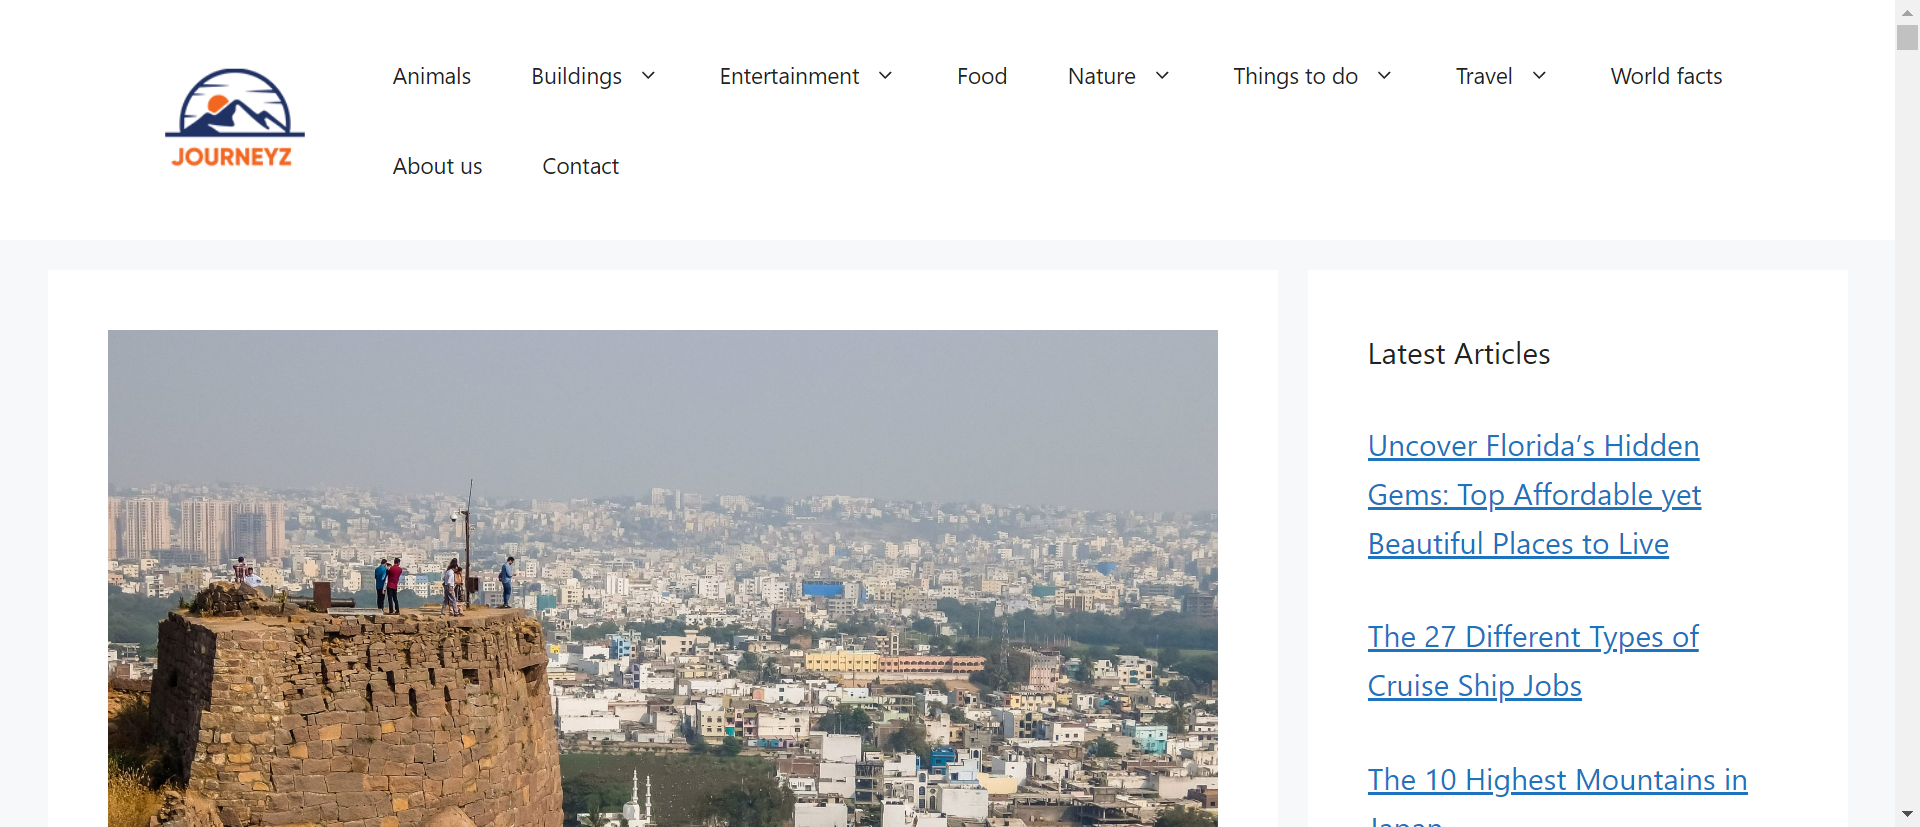 JOURNEYZ
Animals Buildings Entertainment Food Nature Things to do Travel World facts
About us Contact
Latest Articles
Uncover Florida’s Hidden
Gems: Top Affordable yet
Beautiful Places to Live
The 27 Different Types of
Cruise Ship Jobs
The 10 Highest Mountains in
Japan